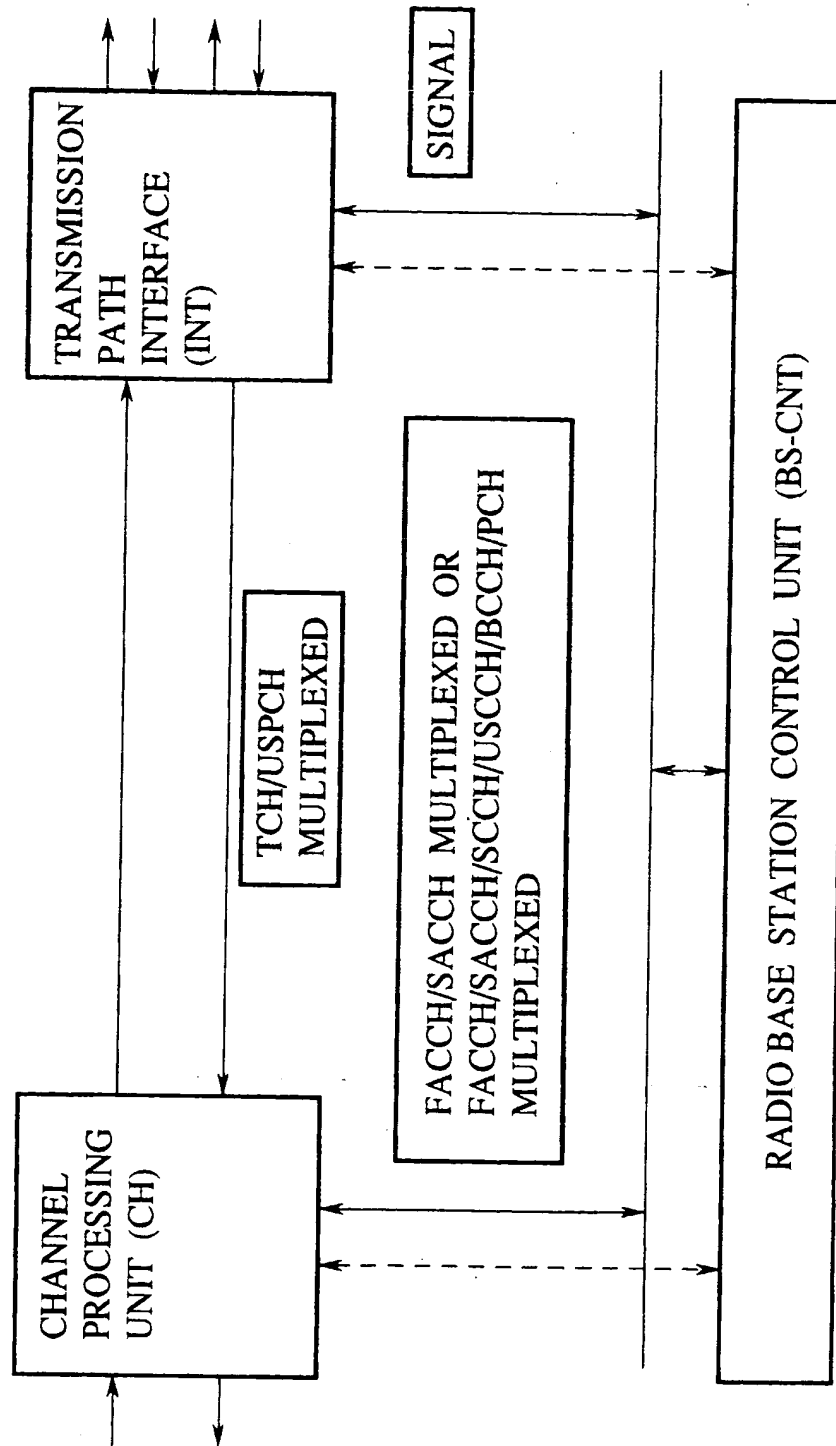 CHANNEL
PROCESSING
UNIT (CH)
TRANSMISSION
PATH
INTERFACE
(INT)
TCH/USPCH
MULTIPLEXED
SIGNAL
FACCH/SACCH MULTIPLEXED OR
FACCH/SACCH/SCCH/USCCH/BCCH/PCH
MULTIPLEXED
RADIO BASE STATION CONTROL UNIT (BS-CNT)